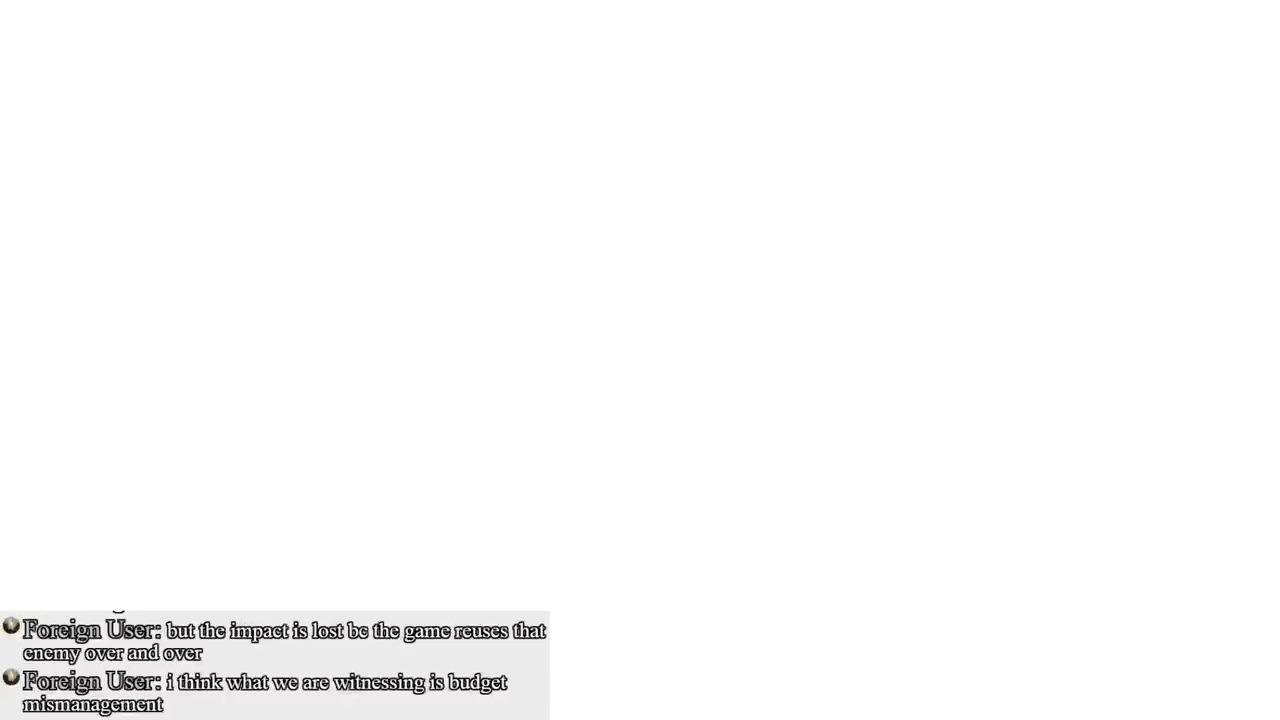 Foreign User: but the impact is lost bc the game reuses that
enemy over and over
Foreign User: i think what we are witnessing is budget
mismanagement